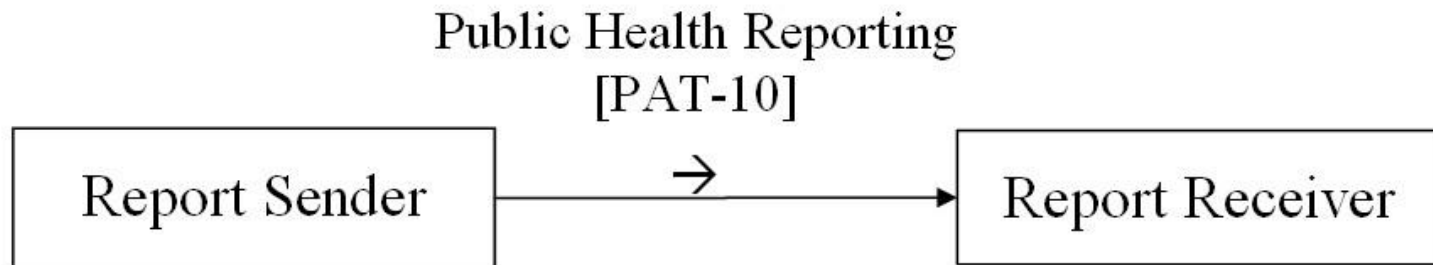 Public Health Reporting
[PAT-10]
→
Report Sender
Report Receiver